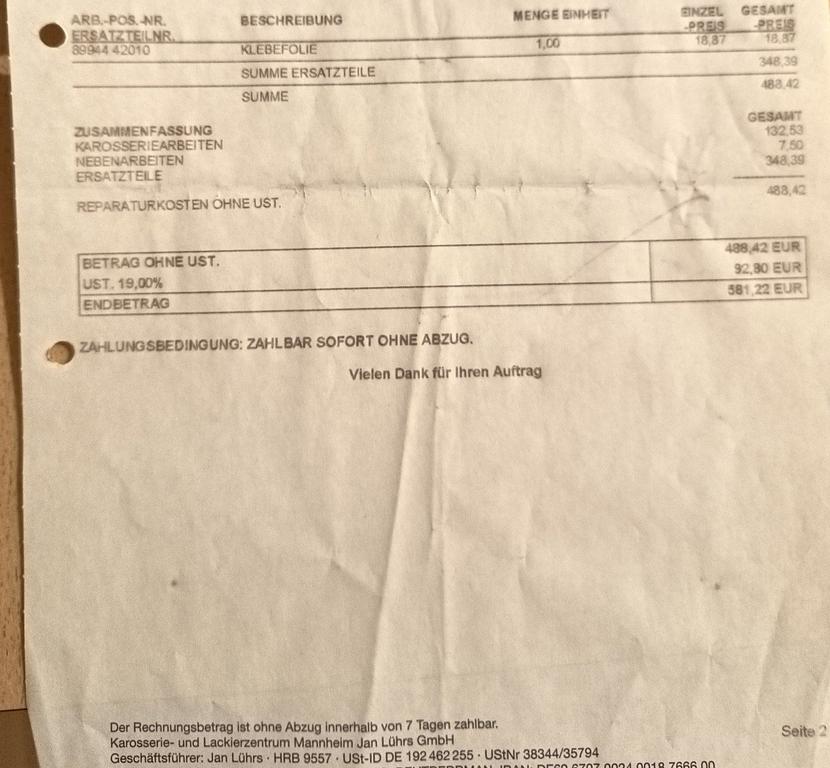 ARB.-POS.-NR. BESCHREIBUNG MENGE EINHEIT EINZEL GESAMT
ERSATZTEILNR. -PREIS -PREIS
89944 42010 KLEBEFOLIE 1,00 18,87 18,87
SUMME ERSATZTEILE 348,39
SUMME 488,42
ZUSAMMENFASSUNG GESAMT
KAROSSERIEARBEITEN 132,53
NEBENARBEITEN 7,50
ERSATZTEILE 348,39
REPARATURKOSTEN OHNE UST. 488,42
BETRAG OHNE UST. 488,42 EUR
UST. 19,00% 92,80 EUR
ENDBETRAG 581,22 EUR
ZAHLUNGSBEDINGUNG: ZAHLBAR SOFORT OHNE ABZUG.
Vielen Dank für Ihren Auftrag
Der Rechnungsbetrag ist ohne Abzug innerhalb von 7 Tagen zahlbar.
Karosserie- und Lackierzentrum Mannheim Jan Lührs GmbH Seite 2
Geschäftsführer: Jan Lührs · HRB 9557 · USt-ID DE 192 462 255 · UStNr 38344/35794